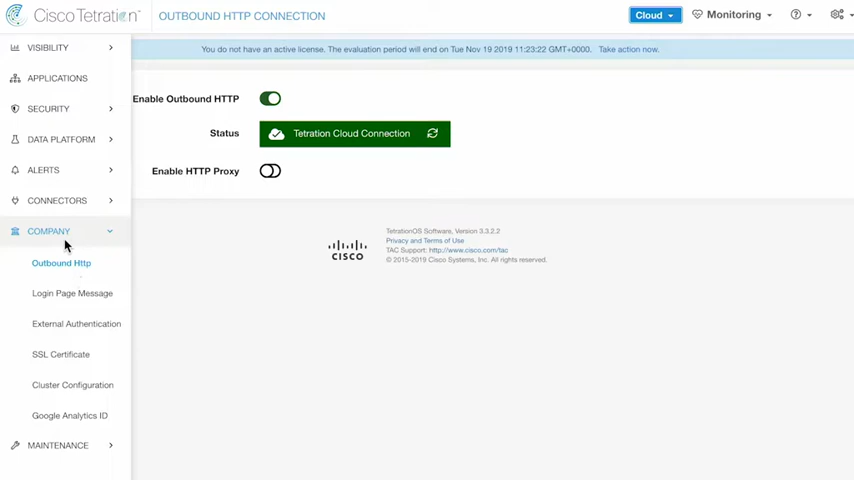 Cisco Tetration™
OUTBOUND HTTP CONNECTION
Cloud
Monitoring
You do not have an active license. The evaluation period will end on Tue Nov 19 2019 11:23:22 GMT+0000. Take action now.
VISIBILITY
APPLICATIONS
SECURITY
DATA PLATFORM
ALERTS
CONNECTORS
COMPANY
Outbound Http
Login Page Message
External Authentication
SSL Certificate
Cluster Configuration
Google Analytics ID
MAINTENANCE
Enable Outbound HTTP
Status
Tetration Cloud Connection
Enable HTTP Proxy
CISCO
TetrationOS Software, Version 3.3.2.2
Privacy and Terms of Use
TAC Support: http://www.cisco.com/tac
© 2015-2019 Cisco Systems, Inc. All rights reserved.